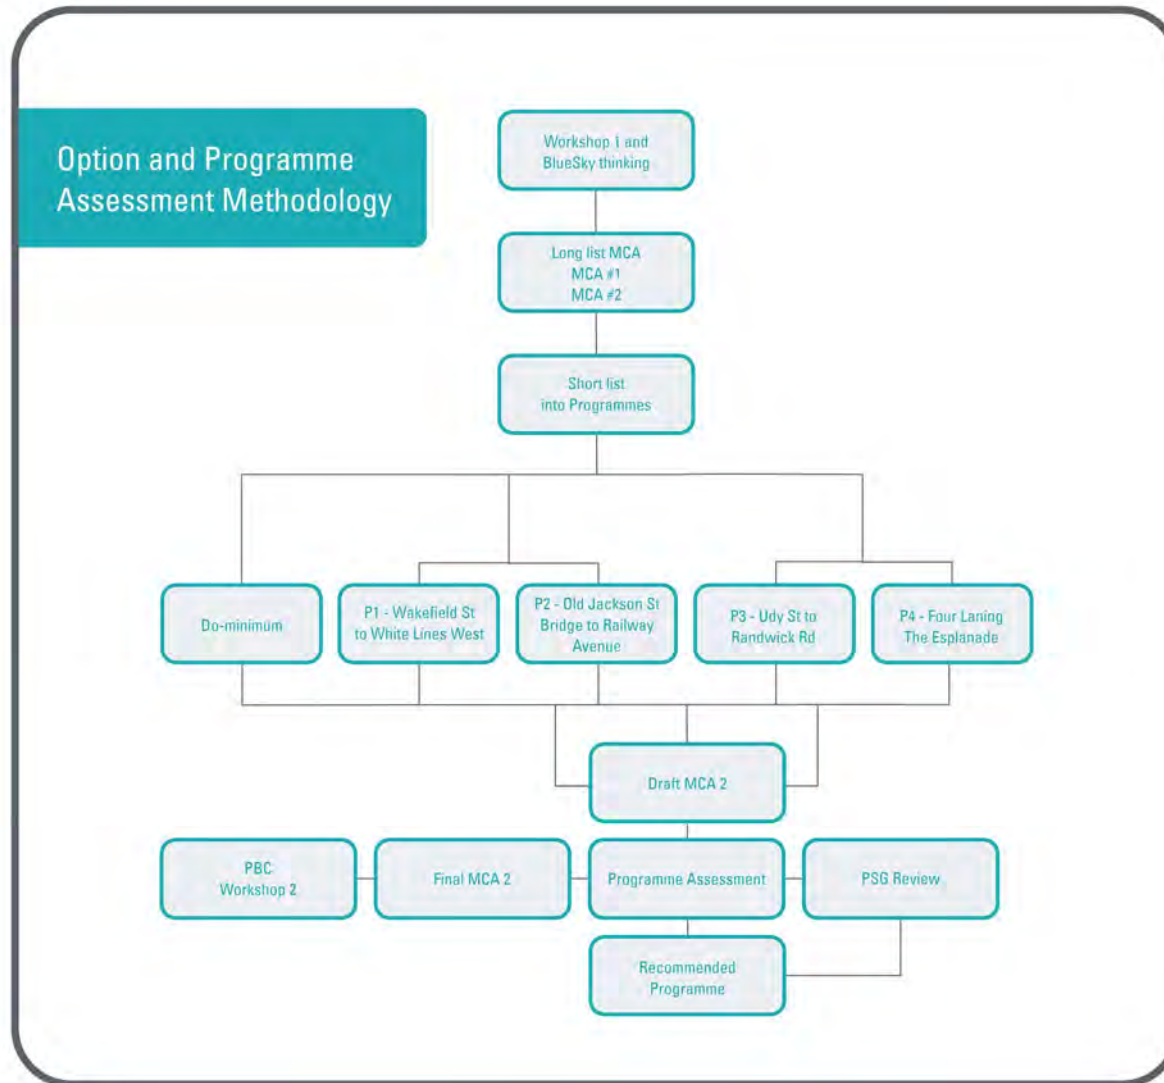 Option and Programme
Assessment Methodology
Workshop 1 and
BlueSky thinking
Long list MCA
MCA #1
MCA #2
Short list
into Programmes
Do-minimum
P1 - Wakefield St
to White Lines West
P2 - Old Jackson St
Bridge to Railway
Avenue
P3 - Udy St to
Randwick Rd
P4 - Four Laning
The Esplanade
Draft MCA 2
PBC
Workshop 2
Final MCA 2
Programme Assessment
PSG Review
Recommended
Programme